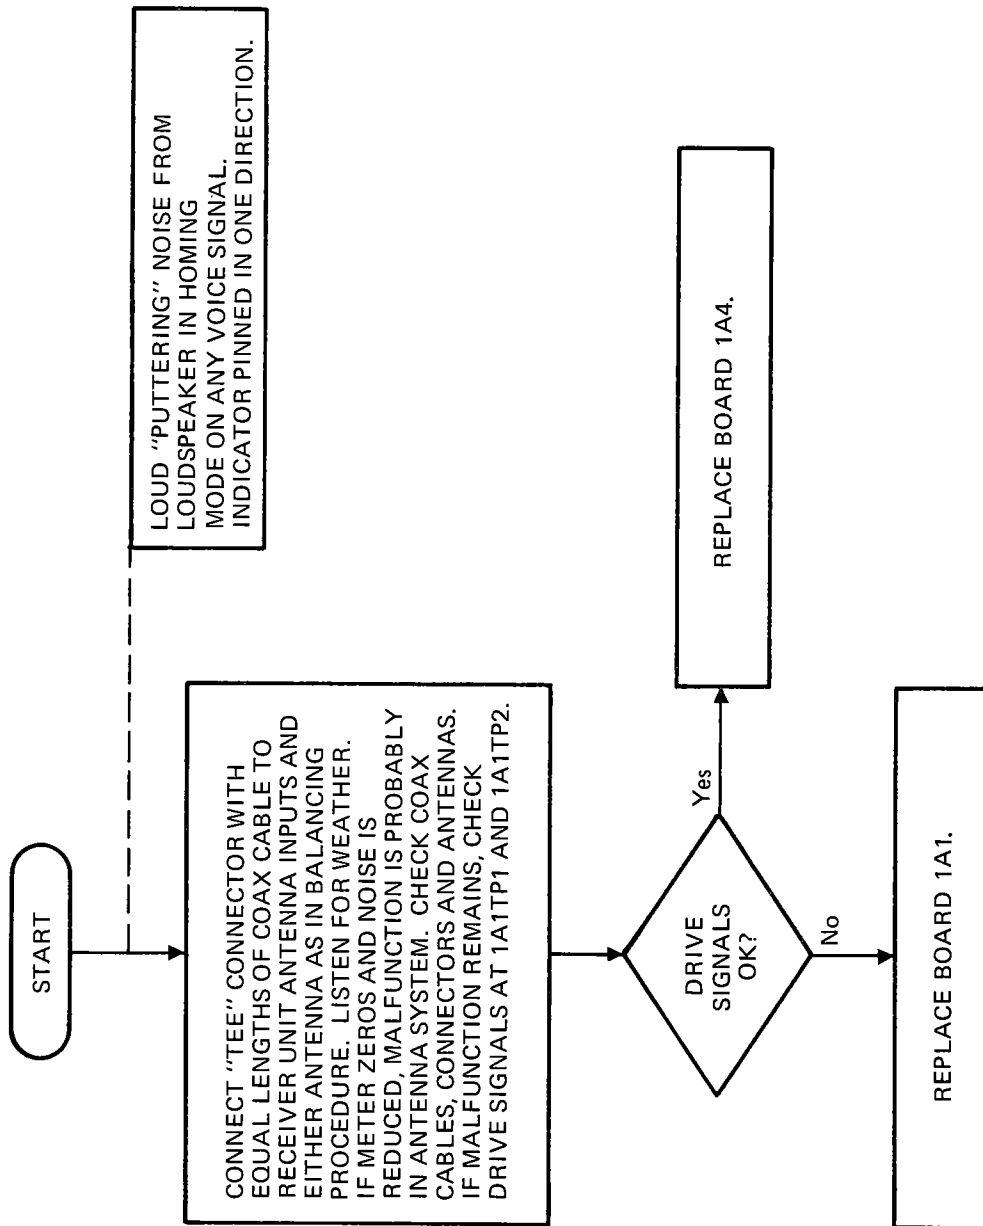 START
LOUD "PUTTERING" NOISE FROM
LOUDSPEAKER IN HOMING
MODE ON ANY VOICE SIGNAL.
INDICATOR PINNED IN ONE DIRECTION.
CONNECT "TEE" CONNECTOR WITH
EQUAL LENGTHS OF COAX CABLE TO
RECEIVER UNIT ANTENNA INPUTS AND
EITHER ANTENNA AS IN BALANCING
PROCEDURE. LISTEN FOR WEATHER.
IF METER ZEROS AND NOISE IS
REDUCED, MALFUNCTION IS PROBABLY
IN ANTENNA SYSTEM. CHECK COAX
CABLES, CONNECTORS AND ANTENNAS.
IF MALFUNCTION REMAINS, CHECK
DRIVE SIGNALS AT 1A1TP1 AND 1A1TP2.
DRIVE
SIGNALS
OK?
Yes
REPLACE BOARD 1A4.
No
REPLACE BOARD 1A1.